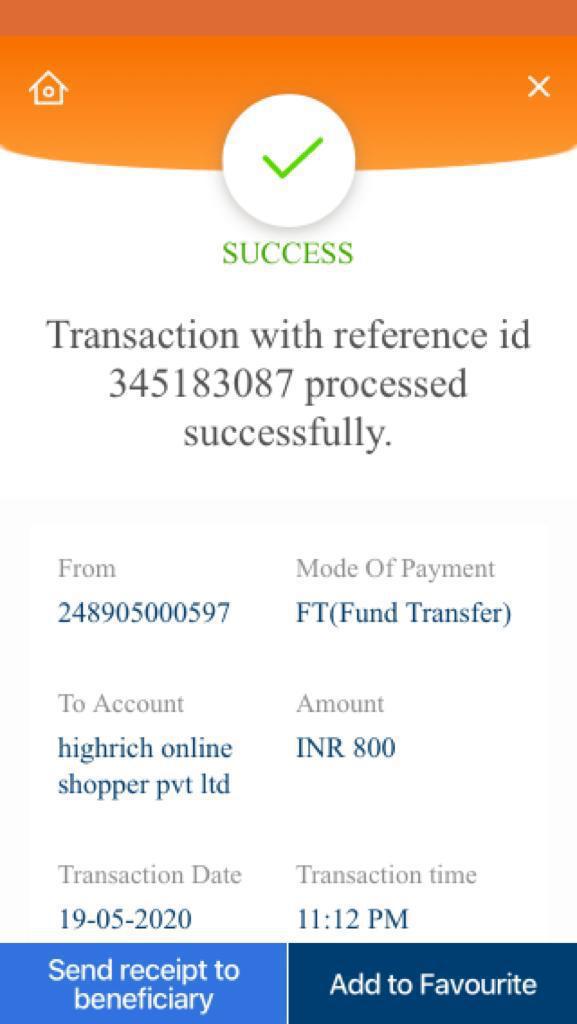 SUCCESS
Transaction with reference id
345183087 processed
successfully.
From
Mode Of Payment
248905000597
FT(Fund Transfer)
To Account
Amount
highrich online
shopper pvt ltd
INR 800
Transaction Date
Transaction time
19-05-2020
11:12 PM
Send receipt to
beneficiary
Add to Favourite